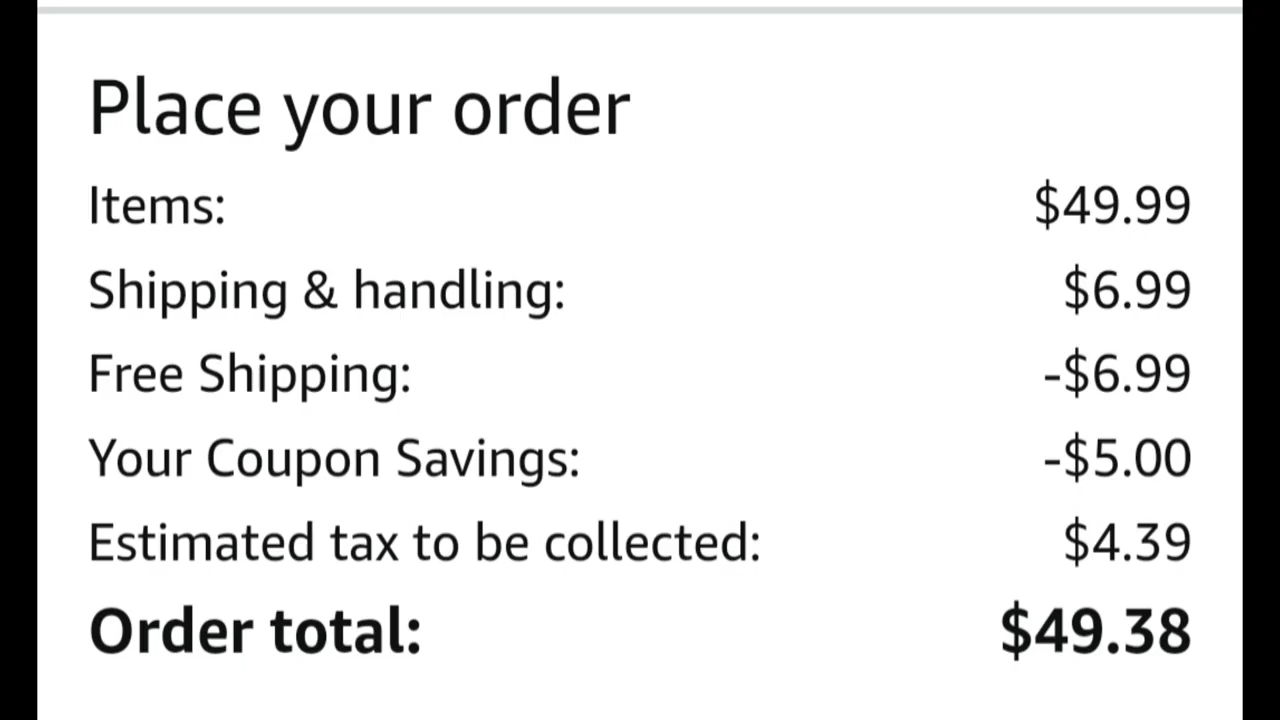 Place your order
Items: $49.99
Shipping & handling: $6.99
Free Shipping: -$6.99
Your Coupon Savings: -$5.00
Estimated tax to be collected: $4.39
Order total: $49.38